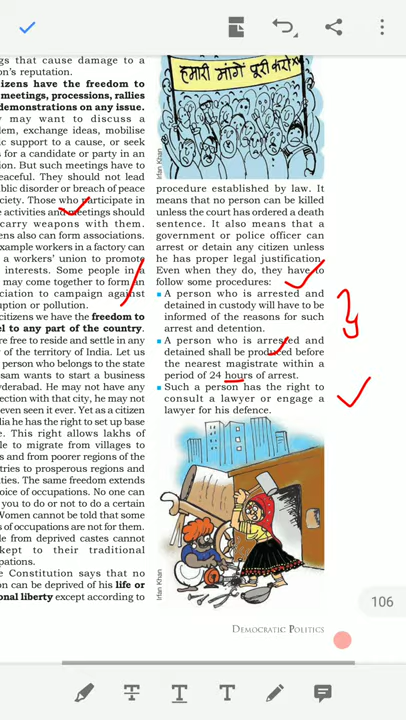 gs that cause damage to a
on's reputation.
tizens have the freedom to
meetings, processions, rallies
demonstrations on any issue.
may want to discuss a
lem, exchange ideas, mobilise
ic support to a cause, or seek
s for a candidate or party in an
ion. But such meetings have to
eaceful. They should not lead
ublic disorder or breach of peace
ciety. Those who participate in
e activities and meetings should
carry weapons with them.
ens also can form associations.
example workers in a factory can
a workers' union to promote
interests. Some people in a
may come together to form an
ciation to campaign against
uption or pollution.
citizens we have the freedom to
el to any part of the country.
re free to reside and settle in any
of the territory of India. Let us
person who belongs to the state
ssam wants to start a business
yderabad. He may not have any
ection with that city, he may not
even seen it ever. Yet as a citizen
dia he has the right to set up base
e. This right allows lakhs of
le to migrate from villages to
s and from poorer regions of the
tries to prosperous regions and
ties. The same freedom extends
oice of occupations. No one can
you to do or not to do a certain
Women cannot be told that some
s of occupations are not for them.
le from deprived castes cannot
kept to their traditional
pations.
e Constitution says that no
on can be deprived of his life or
onal liberty except according to
हमारी मांगें पूरी करो
Irfan Khan
procedure established by law. It
means that no person can be killed
unless the court has ordered a death
sentence. It also means that a
government or police officer can
arrest or detain any citizen unless
he has proper legal justification.
Even when they do, they have to
follow some procedures:
A person who is arrested and
detained in custody will have to be
informed of the reasons for such
arrest and detention.
A person who is arrested and
detained shall be produced before
the nearest magistrate within a
period of 24 hours of arrest.
Such a person has the right to
consult a lawyer or engage a
lawyer for his defence.
Irfan Khan
106
DEMOCRATIC POLITICS